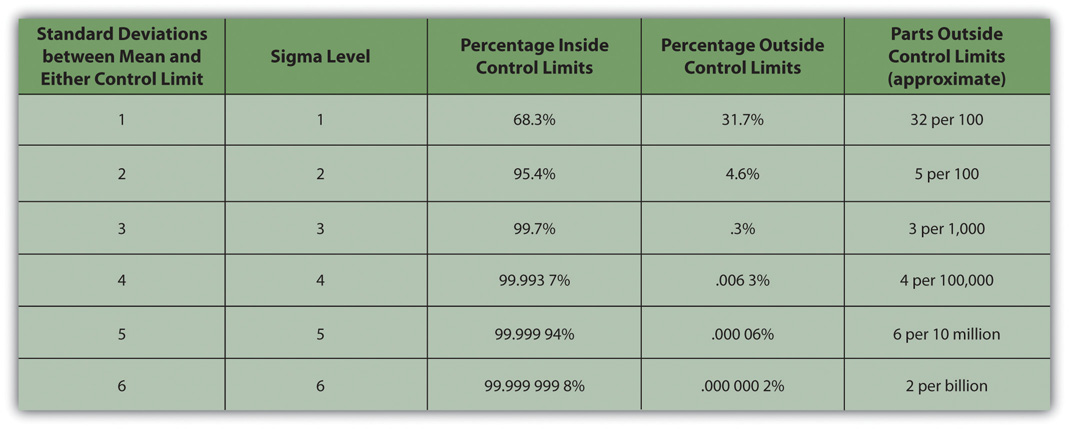 Standard Deviations
between Mean and
Either Control Limit
Sigma Level
Percentage Inside
Control Limits
Percentage Outside
Control Limits
Parts Outside
Control Limits
(approximate)
1
1
68.3%
31.7%
32 per 100
2
2
95.4%
4.6%
5 per 100
3
3
99.7%
.3%
3 per 1,000
4
4
99.993 7%
.006 3%
4 per 100,000
5
5
99.999 94%
.000 06%
6 per 10 million
6
6
99.999 999 8%
.000 000 2%
2 per billion